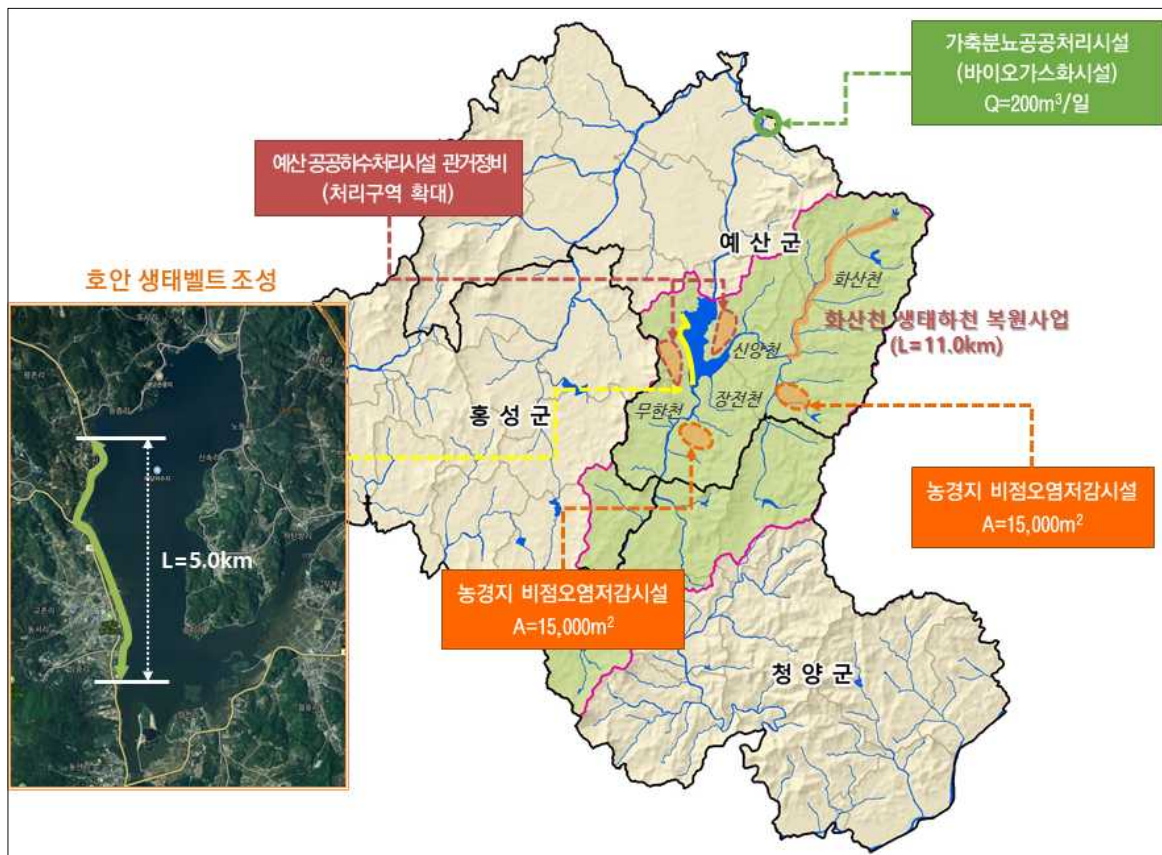 가축분뇨공공처리시설
(바이오가스화시설)
Q=200m³/일
예산 공공하수처리시설 관거정비
(처리구역 확대)
예산군
화산천
호안 생태벨트 조성
화산천 생태하천 복원사업
(L=11.0km)
신양천
장전천
무한천
홍성군
농경지 비점오염저감시설
A=15,000m²
L=5.0km
농경지 비점오염저감시설
A=15,000m²
청양군